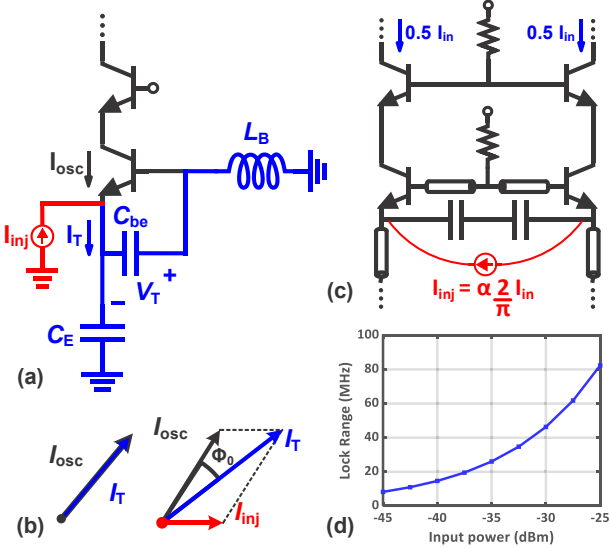 (a)
I_osc
I_inj
I_T
C_be
V_T
+
−
C_E
L_B
(b)
I_osc
I_T
I_osc
Φ_0
I_T
I_inj
0.5 I_in
0.5 I_in
(c)
I_inj = α 2/π I_in
Lock Range (MHz)
100
80
60
40
20
0
-45
-40
-35
-30
-25
(d)
Input power (dBm)